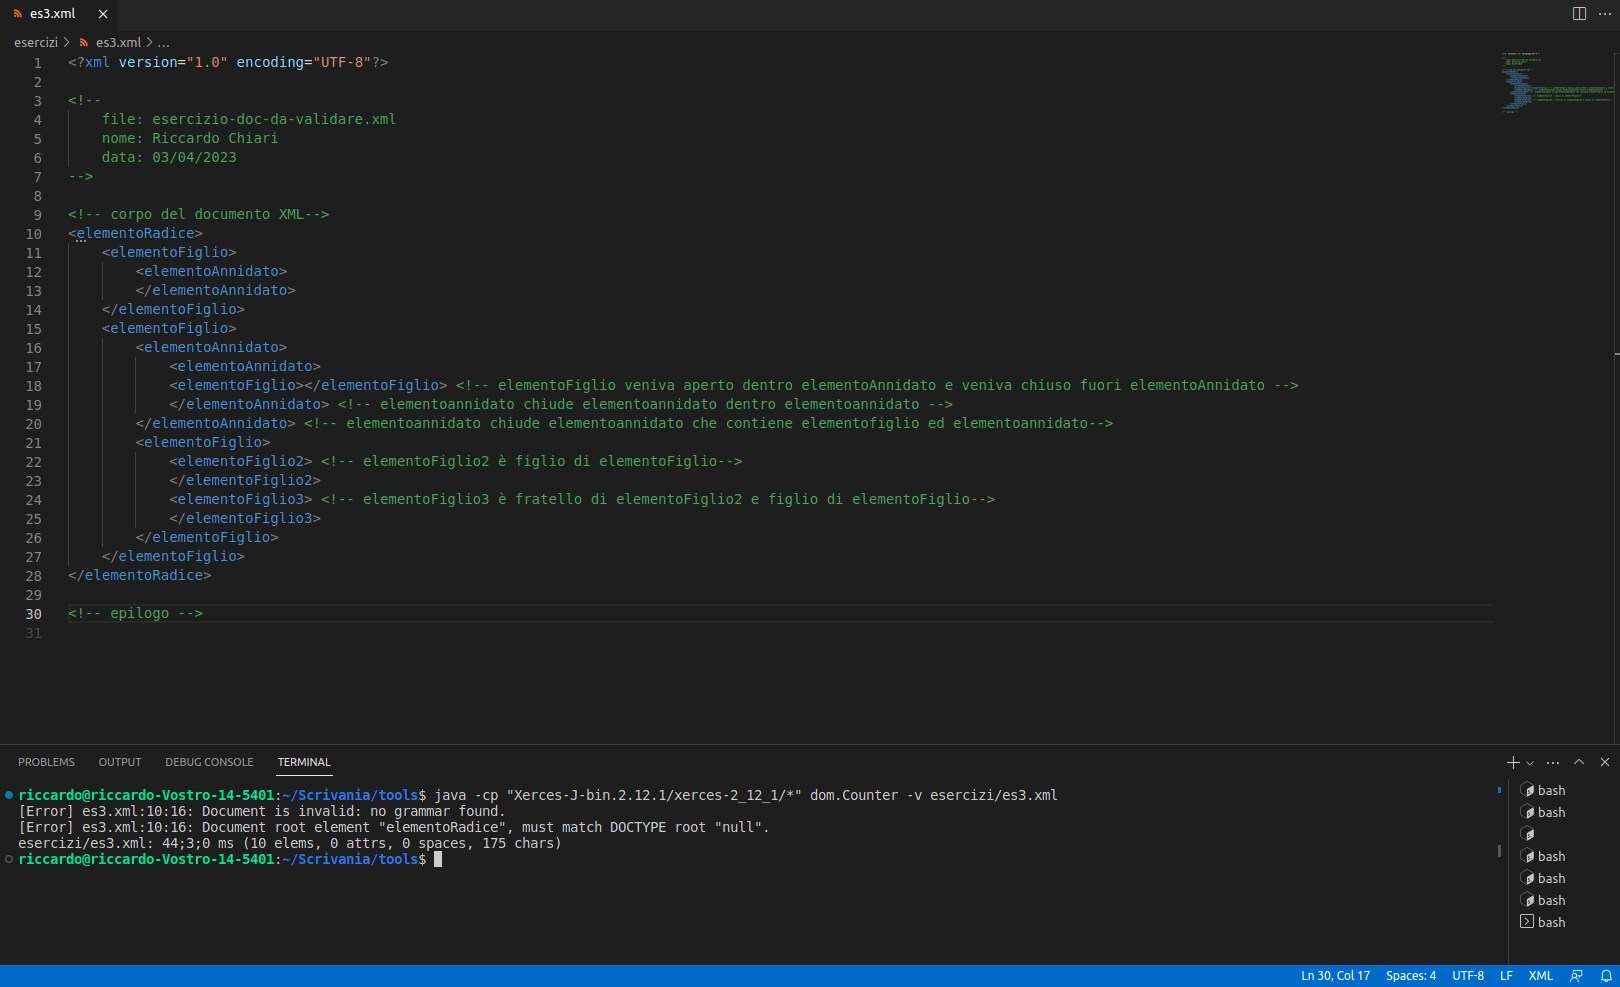 es3.xml
esercizi > es3.xml > ...
1 <?xml version="1.0" encoding="UTF-8"?>
2
3 <!--
4 file: esercizio-doc-da-validare.xml
5 nome: Riccardo Chiari
6 data: 03/04/2023
7 -->
8
9 <!-- corpo del documento XML-->
10 <elementoRadice>
11 <elementoFiglio>
12 <elementoAnnidato>
13 </elementoAnnidato>
14 </elementoFiglio>
15 <elementoFiglio>
16 <elementoAnnidato>
17 <elementoAnnidato>
18 <elementoFiglio></elementoFiglio> <!-- elementoFiglio veniva aperto dentro elementoAnnidato e veniva chiuso fuori elementoAnnidato -->
19 </elementoAnnidato> <!-- elementoannidato chiude elementoannidato dentro elementoannidato -->
20 </elementoAnnidato> <!-- elementoannidato chiude elementoannidato che contiene elementofiglio ed elementoannidato-->
21 <elementoFiglio>
22 <elementoFiglio2> <!-- elementoFiglio2 è figlio di elementoFiglio-->
23 </elementoFiglio2>
24 <elementoFiglio3> <!-- elementoFiglio3 è fratello di elementoFiglio2 e figlio di elementoFiglio-->
25 </elementoFiglio3>
26 </elementoFiglio>
27 </elementoFiglio>
28 </elementoRadice>
29
30 <!-- epilogo -->
31
PROBLEMS OUTPUT DEBUG CONSOLE TERMINAL
riccardo@riccardo-Vostro-14-5401:~/Scrivania/tools$ java -cp "Xerces-J-bin.2.12.1/xerces-2_12_1/*" dom.Counter -v esercizi/es3.xml
[Error] es3.xml:10:16: Document is invalid: no grammar found.
[Error] es3.xml:10:16: Document root element "elementoRadice", must match DOCTYPE root "null".
esercizi/es3.xml: 44;3;0 ms (10 elems, 0 attrs, 0 spaces, 175 chars)
riccardo@riccardo-Vostro-14-5401:~/Scrivania/tools$
bash
bash
bash
bash
bash
bash
Ln 30, Col 17 Spaces: 4 UTF-8 LF XML